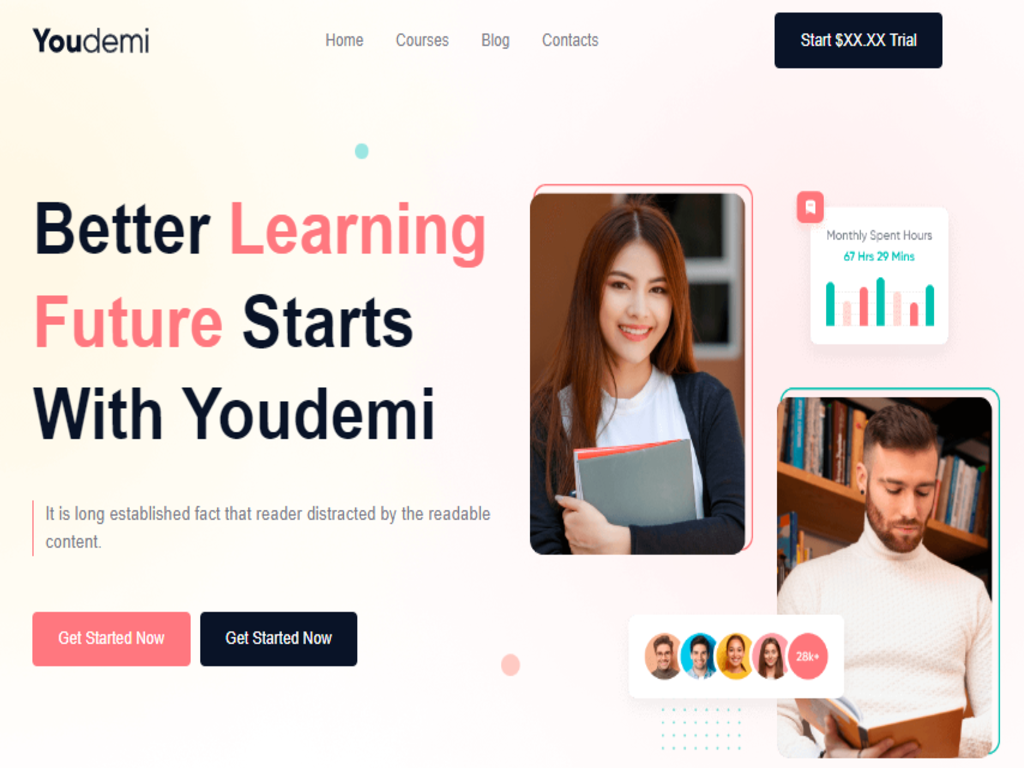 Youdemi
Home Courses Blog Contacts
Start $XX.XX Trial
Better Learning
Future Starts
With Youdemi
It is long established fact that reader distracted by the readable
content.
Get Started Now
Get Started Now
Monthly Spent Hours
67 Hrs 29 Mins
28k+